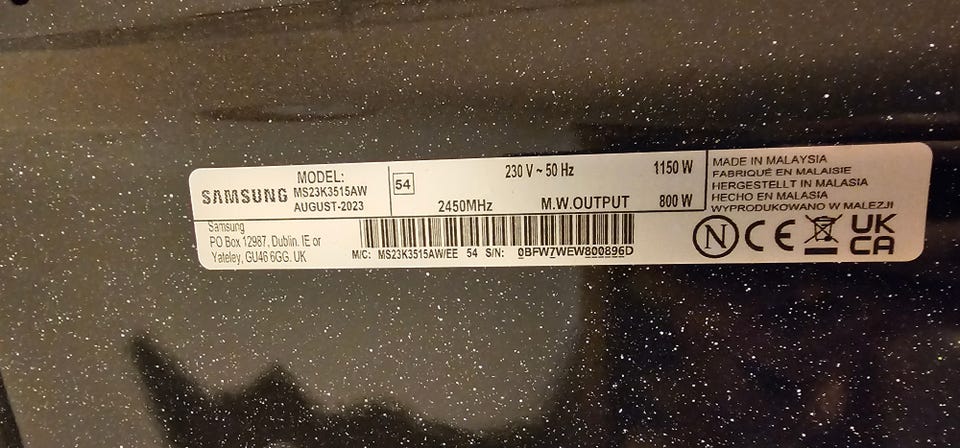 SAMSUNG
MODEL:
MS23K3515AW
AUGUST-2023
54
230 V ~ 50 Hz 1150 W
2450MHz M.W.OUTPUT 800 W
MADE IN MALAYSIA
FABRIQUÉ EN MALAISIE
HERGESTELLT IN MALASIA
HECHO EN MALASIA
WYPRODUKOWANO W MALEZJI
Samsung
PO Box 12987, Dublin. IE or
Yateley, GU46 6GG. UK
M/C: MS23K3515AW/EE 54 S/N: 0BFW7WEW800896D
N CE UK
CA